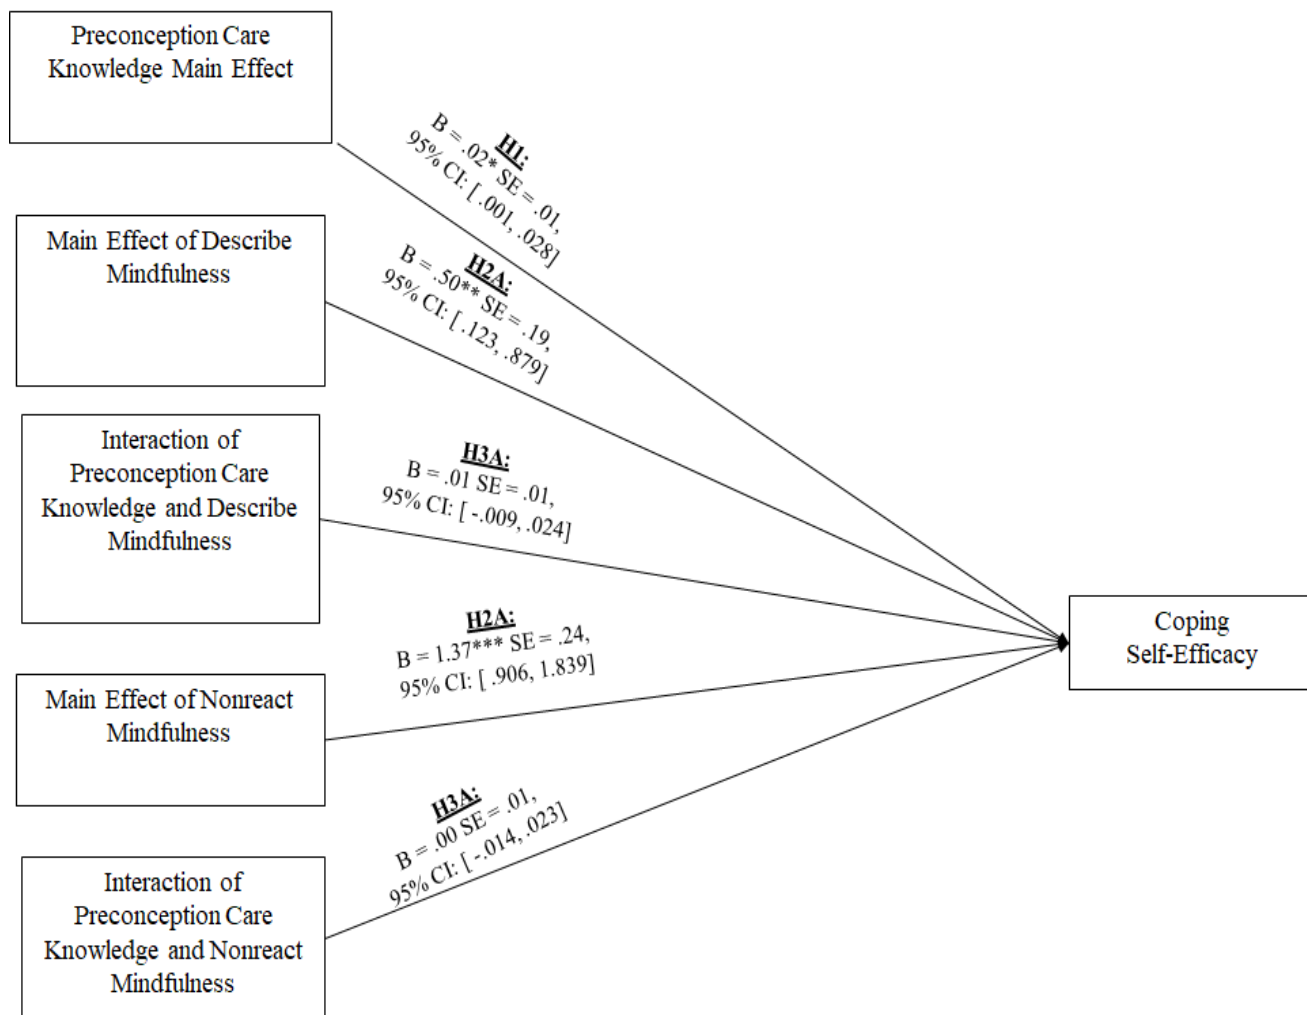 Preconception Care
Knowledge Main Effect
H1:
B = .02* SE = .01,
95% CI: [ .001, .028]
Main Effect of Describe
Mindfulness
H2A:
B = .50** SE = .19,
95% CI: [ .123, .879]
Interaction of
Preconception Care
Knowledge and Describe
Mindfulness
H3A:
B = .01 SE = .01,
95% CI: [ -.009, .024]
H2A:
B = 1.37*** SE = .24,
95% CI: [ .906, 1.839]
Main Effect of Nonreact
Mindfulness
H3A:
B = .00 SE = .01,
95% CI: [ -.014, .023]
Interaction of
Preconception Care
Knowledge and Nonreact
Mindfulness
Coping
Self-Efficacy